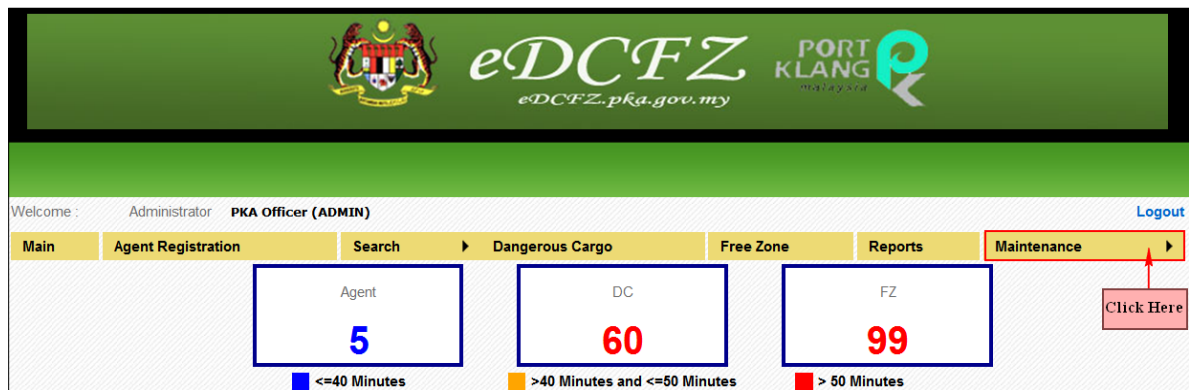 eDCFZ
eDCFZ.pka.gov.my
PORT
KLANG
malaysia
Welcome : Administrator PKA Officer (ADMIN) Logout
Main Agent Registration Search Dangerous Cargo Free Zone Reports Maintenance
Click Here
Agent DC FZ
5 60 99
<=40 Minutes >40 Minutes and <=50 Minutes > 50 Minutes